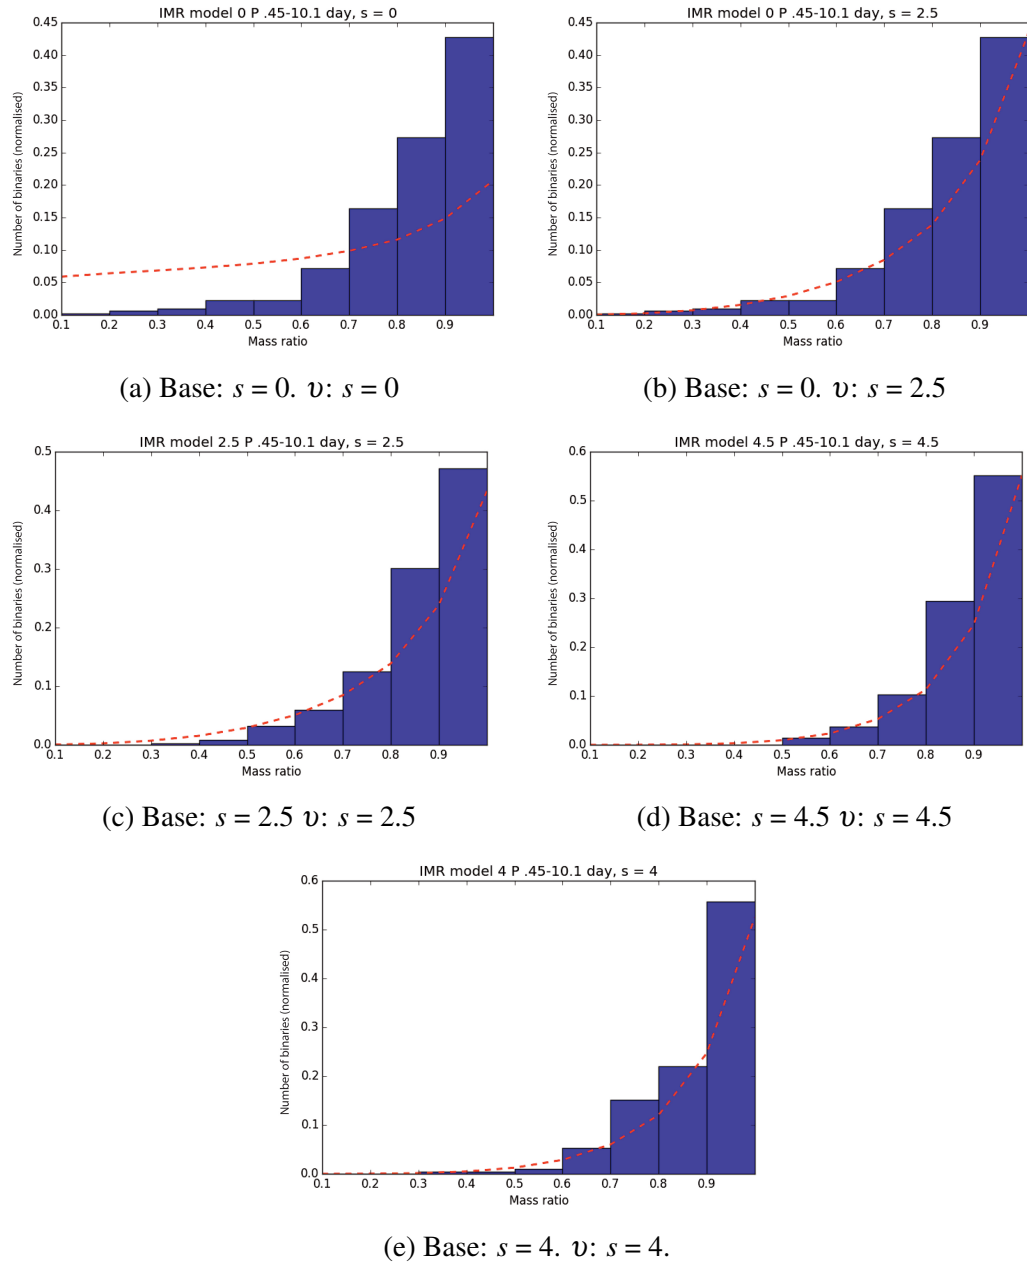 IMR model 0 P .45-10.1 day, s = 0
Number of binaries (normalised)
0.45
0.40
0.35
0.30
0.25
0.20
0.15
0.10
0.05
0.00
0.1 0.2 0.3 0.4 0.5 0.6 0.7 0.8 0.9
Mass ratio
(a) Base: s = 0. υ: s = 0
IMR model 0 P .45-10.1 day, s = 2.5
Number of binaries (normalised)
0.45
0.40
0.35
0.30
0.25
0.20
0.15
0.10
0.05
0.00
0.1 0.2 0.3 0.4 0.5 0.6 0.7 0.8 0.9
Mass ratio
(b) Base: s = 0. υ: s = 2.5
IMR model 2.5 P .45-10.1 day, s = 2.5
Number of binaries (normalised)
0.5
0.4
0.3
0.2
0.1
0.0
0.1 0.2 0.3 0.4 0.5 0.6 0.7 0.8 0.9
Mass ratio
(c) Base: s = 2.5 υ: s = 2.5
IMR model 4.5 P .45-10.1 day, s = 4.5
Number of binaries (normalised)
0.6
0.5
0.4
0.3
0.2
0.1
0.0
0.1 0.2 0.3 0.4 0.5 0.6 0.7 0.8 0.9
Mass ratio
(d) Base: s = 4.5 υ: s = 4.5
IMR model 4 P .45-10.1 day, s = 4
Number of binaries (normalised)
0.6
0.5
0.4
0.3
0.2
0.1
0.0
0.1 0.2 0.3 0.4 0.5 0.6 0.7 0.8 0.9
Mass ratio
(e) Base: s = 4. υ: s = 4.